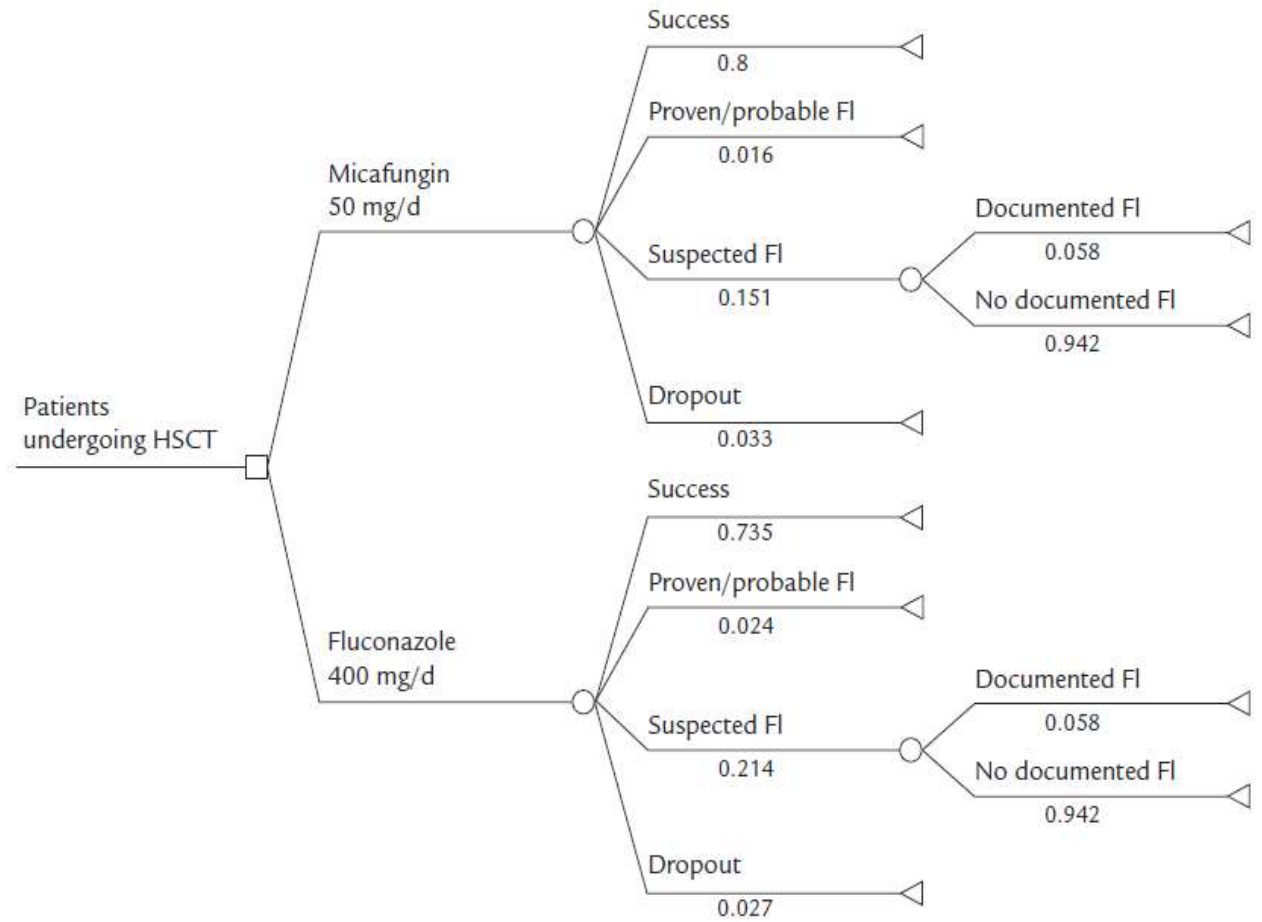 Success
0.8
Proven/probable FI
0.016
Micafungin
50 mg/d
Documented FI
0.058
Suspected FI
0.151
No documented FI
0.942
Dropout
0.033
Patients
undergoing HSCT
Success
0.735
Proven/probable FI
0.024
Fluconazole
400 mg/d
Documented FI
0.058
Suspected FI
0.214
No documented FI
0.942
Dropout
0.027